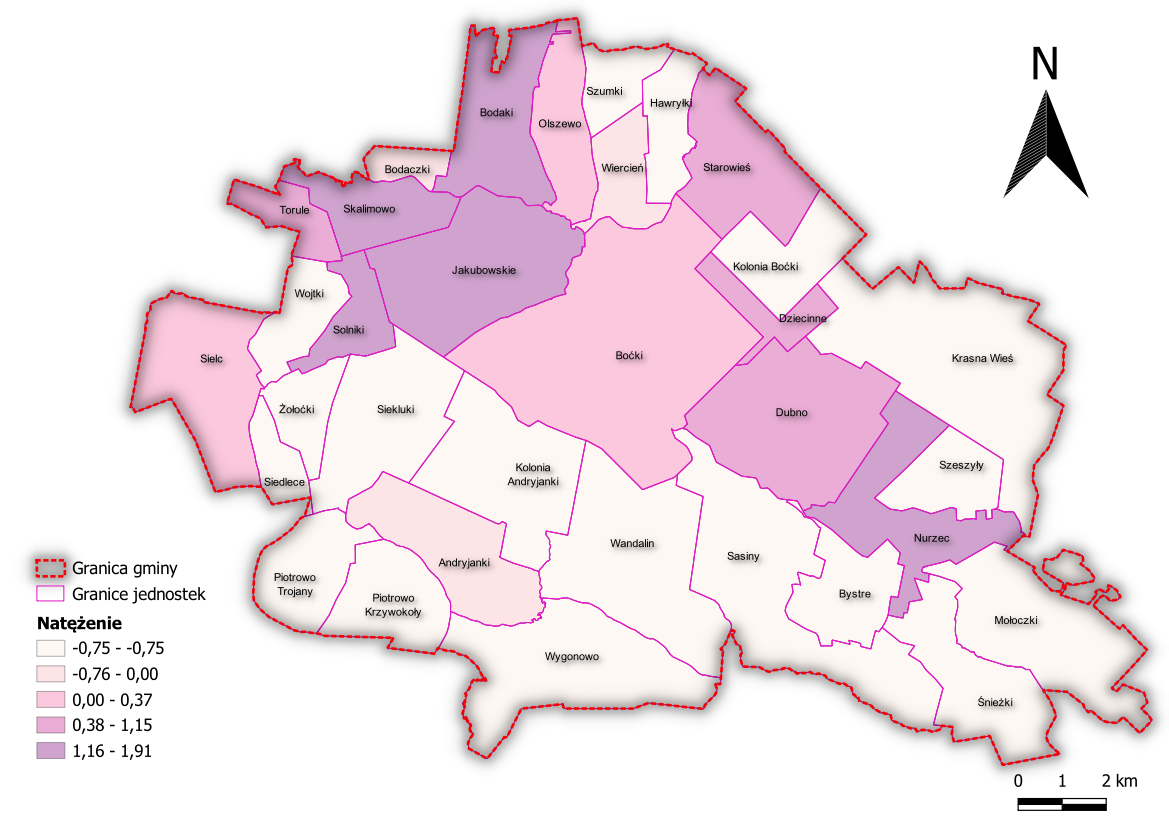 N
Szumki
Hawryłki
Bodaki
Olszewo
Bodaczki
Wiercień
Starowieś
Torule
Skalimowo
Jakubowskie
Kolonia Boćki
Wojtki
Dziecinne
Solniki
Sielc
Boćki
Krasna Wieś
Żołoćki
Siekluki
Dubno
Szeszyły
Kolonia
Andryjanki
Siedlece
Nurzec
Wandalin
Sasiny
Andryjanki
Piotrowo
Trojany
Bystre
Piotrowo
Krzywokoły
Mołoczki
Wygonowo
Śnieżki
Granica gminy
Granice jednostek
Natężenie
-0,75 - -0,75
-0,76 - 0,00
0,00 - 0,37
0,38 - 1,15
1,16 - 1,91
0 1 2 km